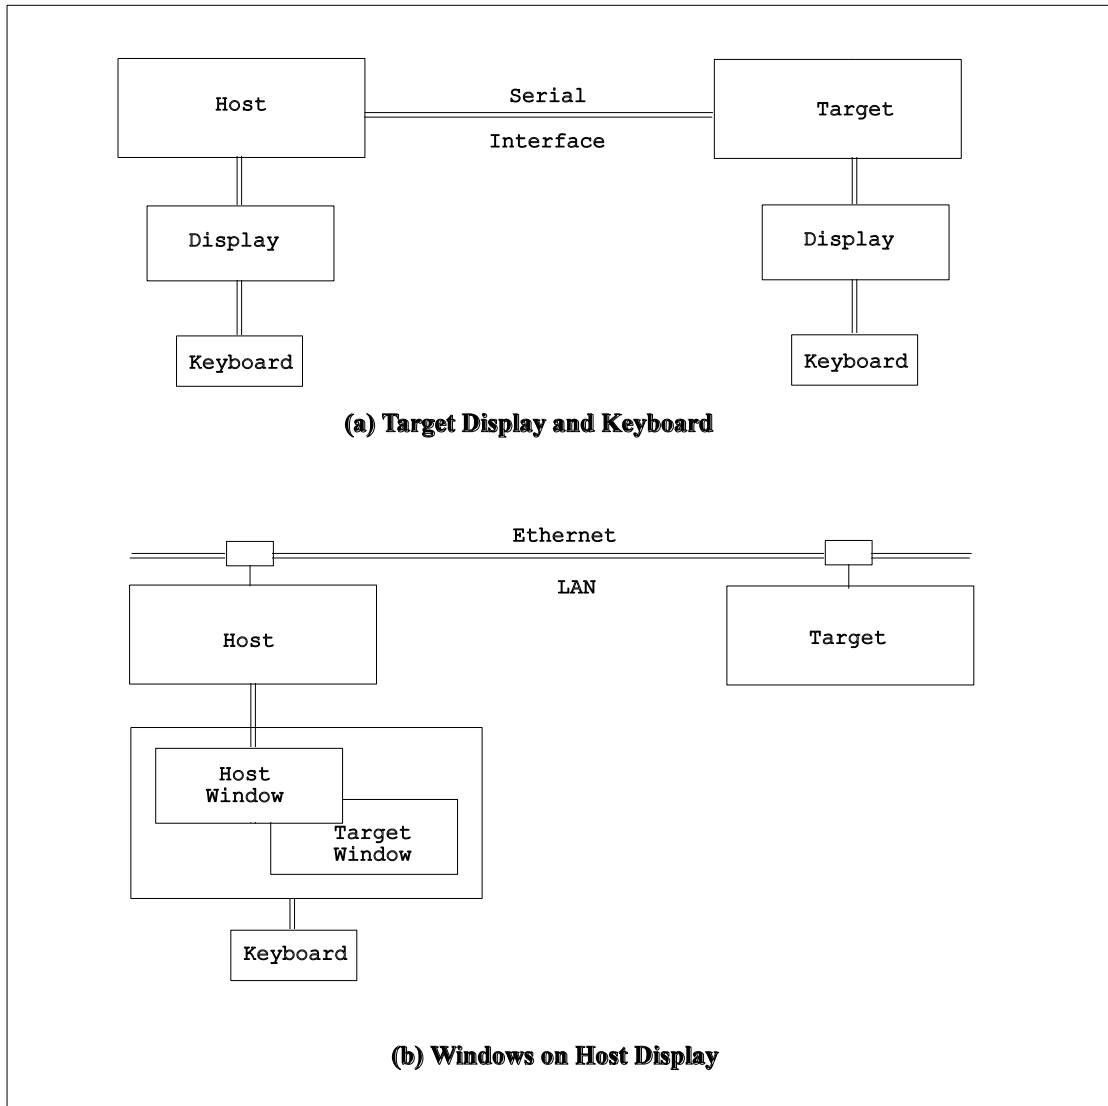 Host
Serial
Interface
Target
Display
Display
Keyboard
Keyboard
(a) Target Display and Keyboard
Ethernet
LAN
Host
Target
Host
Window
Target
Window
Keyboard
(b) Windows on Host Display